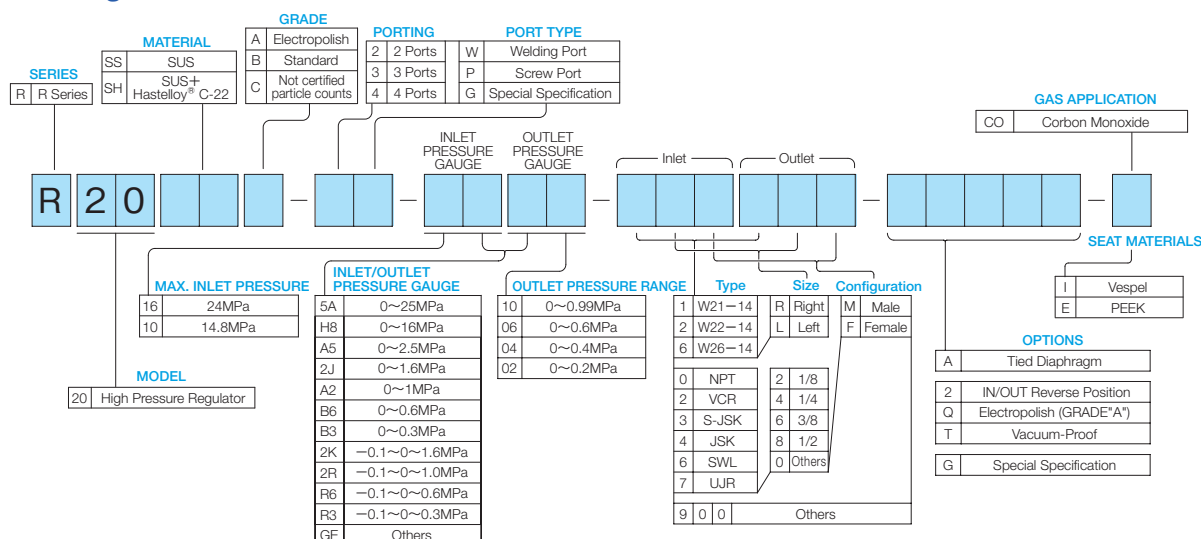 GRADE
A Electropolish
B Standard
C Not certified
particle counts
MATERIAL
SS SUS
SH SUS+
Hastelloy® C-22
SERIES
R R Series
PORTING
2 2 Ports
3 3 Ports
4 4 Ports
PORT TYPE
W Welding Port
P Screw Port
G Special Specification
GAS APPLICATION
CO Corbon Monoxide
INLET
PRESSURE
GAUGE
OUTLET
PRESSURE
GAUGE
Inlet
Outlet
R 2 0 — — — — —
SEAT MATERIALS
I Vespel
E PEEK
MAX. INLET PRESSURE
16 24MPa
10 14.8MPa
MODEL
20 High Pressure Regulator
INLET/OUTLET
PRESSURE GAUGE
5A 0~25MPa
H8 0~16MPa
A5 0~2.5MPa
2J 0~1.6MPa
A2 0~1MPa
B6 0~0.6MPa
B3 0~0.3MPa
2K −0.1~0~1.6MPa
2R −0.1~0~1.0MPa
R6 −0.1~0~0.6MPa
R3 −0.1~0~0.3MPa
GF Others
OUTLET PRESSURE RANGE
10 0~0.99MPa
06 0~0.6MPa
04 0~0.4MPa
02 0~0.2MPa
Type Size Configuration
1 W21−14 R Right M Male
2 W22−14 L Left F Female
6 W26−14
0 NPT 2 1/8
2 VCR 4 1/4
3 S-JSK 6 3/8
4 JSK 8 1/2
6 SWL 0 Others
7 UJR
9 0 0 Others
OPTIONS
A Tied Diaphragm
2 IN/OUT Reverse Position
Q Electropolish (GRADE"A")
T Vacuum-Proof
G Special Specification